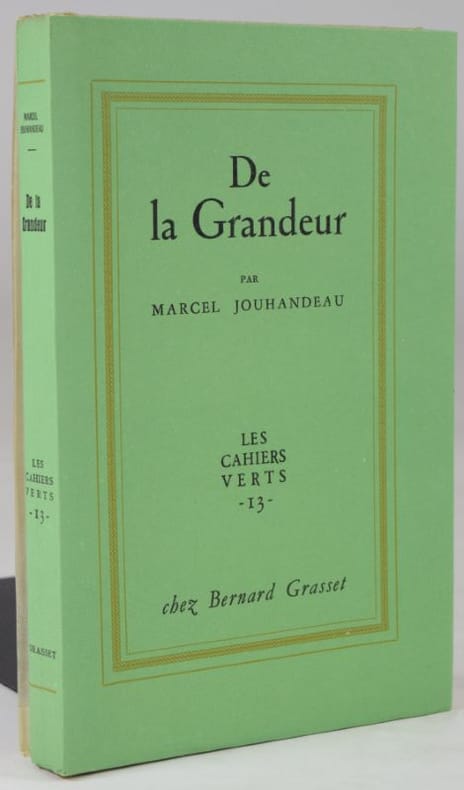 MARCEL
JOUHANDEAU
De la
Grandeur
LES
CAHIERS
VERTS
-13-
GRASSET
De
la Grandeur
PAR
MARCEL JOUHANDEAU
LES
CAHIERS
VERTS
-13-
chez Bernard Grasset